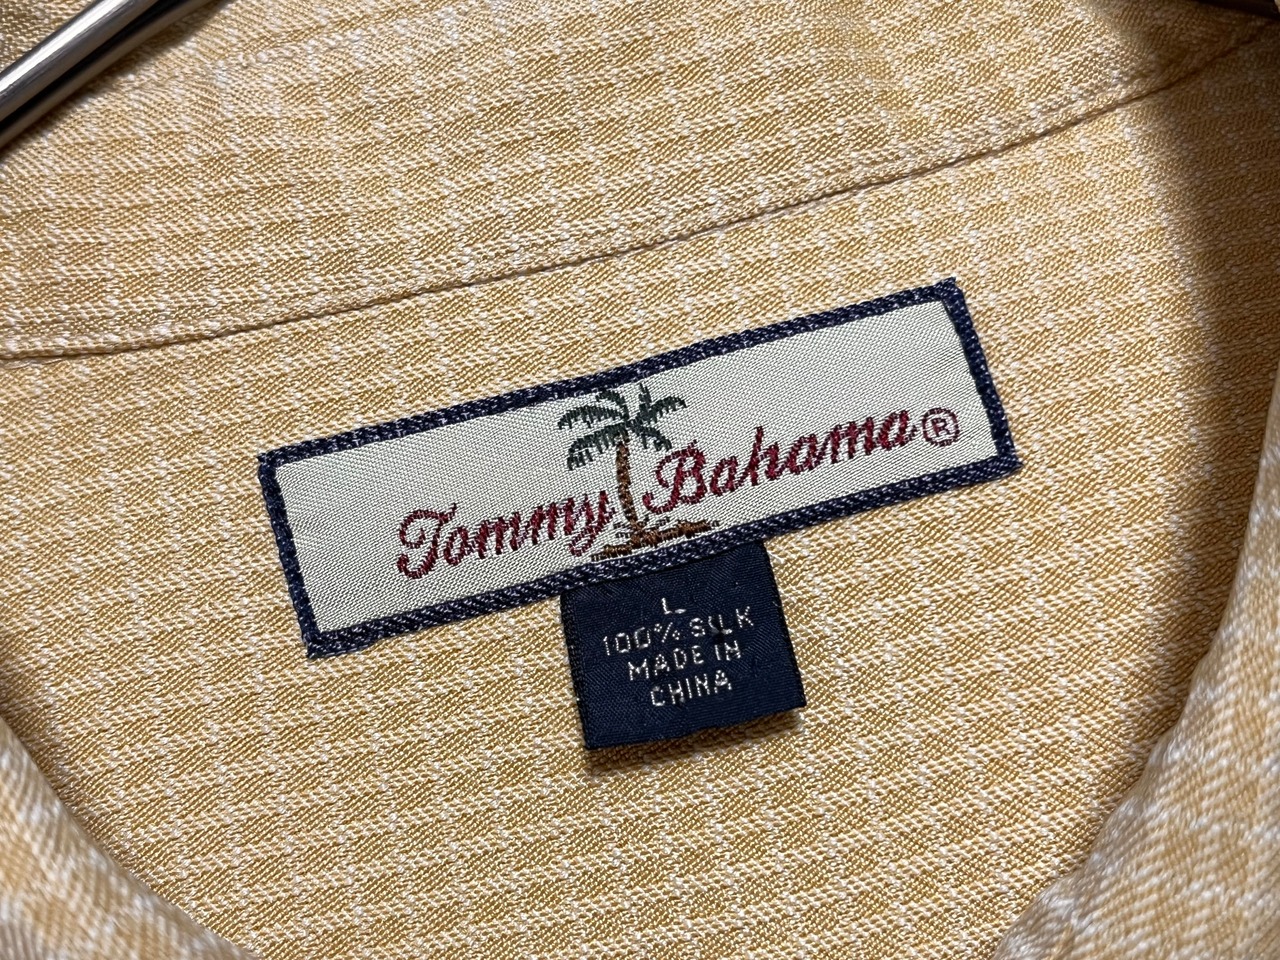 Tommy Bahama®
L
100% SILK
MADE IN
CHINA